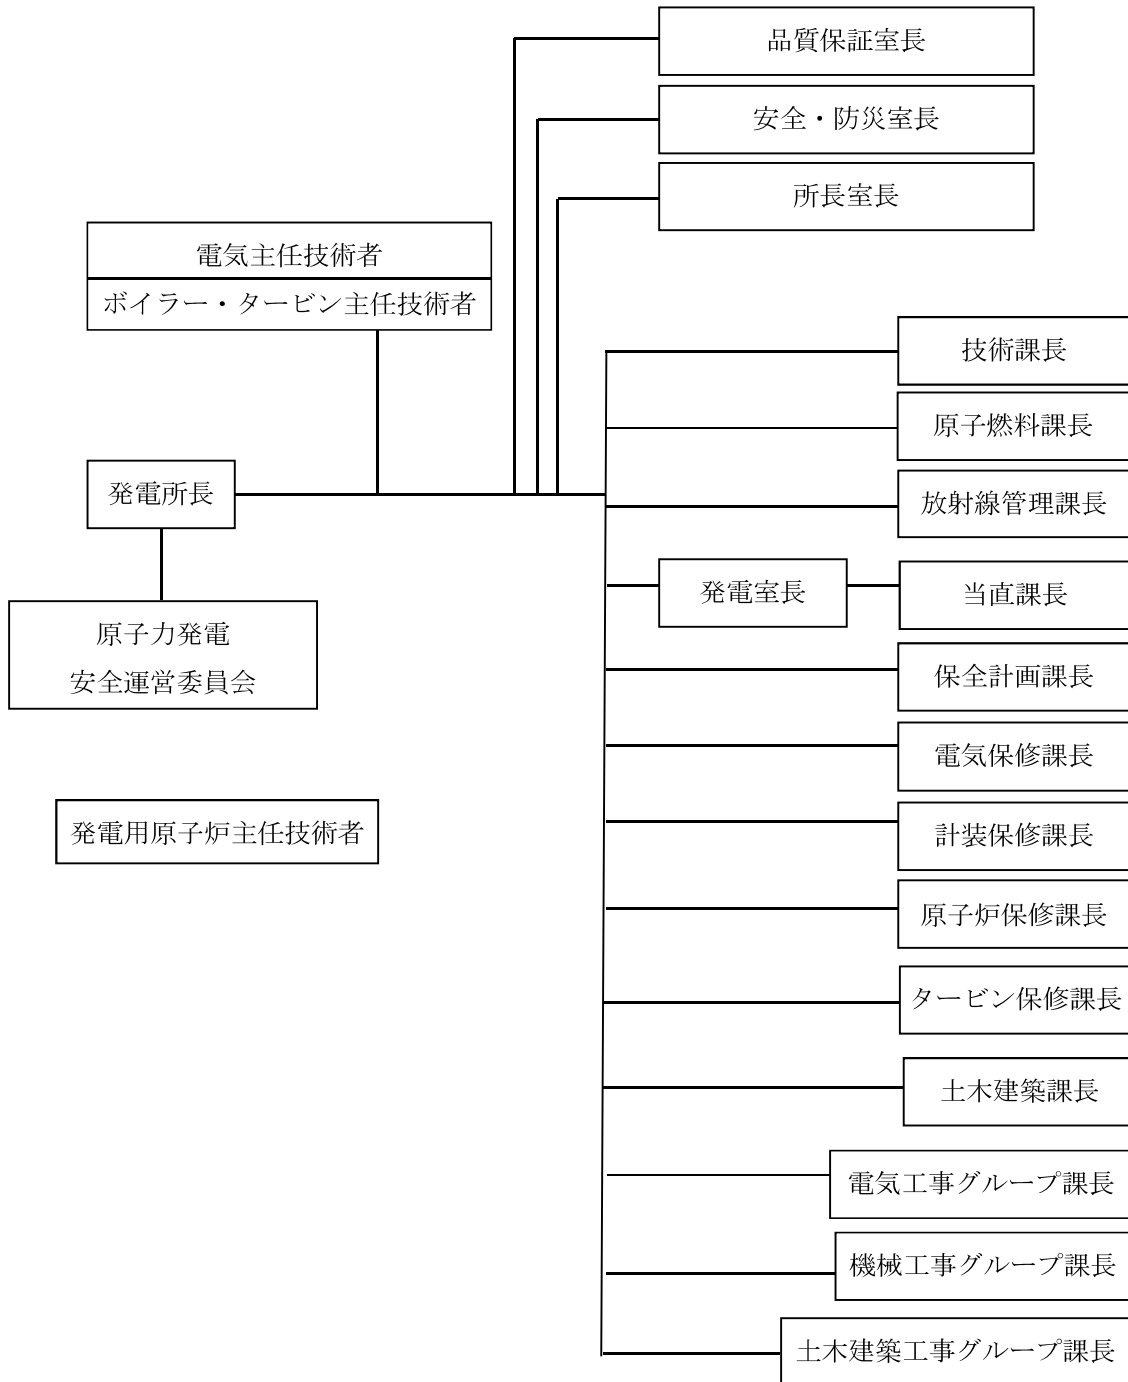 品質保証室長
安全・防災室長
所長室長
電気主任技術者
ボイラー・タービン主任技術者
技術課長
原子燃料課長
発電所長
放射線管理課長
発電室長
当直課長
原子力発電
安全運営委員会
保全計画課長
電気保修課長
発電用原子炉主任技術者
計装保修課長
原子炉保修課長
タービン保修課長
土木建築課長
電気工事グループ課長
機械工事グループ課長
土木建築工事グループ課長